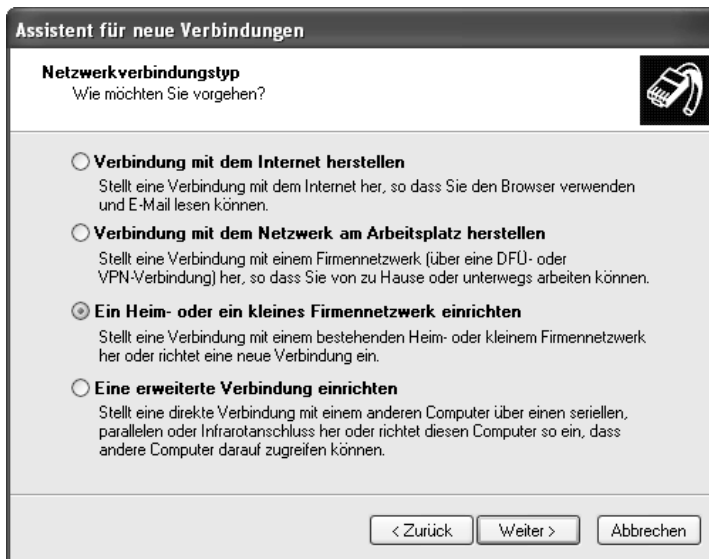 Assistent für neue Verbindungen
Netzwerkverbindungstyp
Wie möchten Sie vorgehen?
Verbindung mit dem Internet herstellen
Stellt eine Verbindung mit dem Internet her, so dass Sie den Browser verwenden
und E-Mail lesen können.
Verbindung mit dem Netzwerk am Arbeitsplatz herstellen
Stellt eine Verbindung mit einem Firmennetzwerk (über eine DFÜ- oder
VPN-Verbindung) her, so dass Sie von zu Hause oder unterwegs arbeiten können.
Ein Heim- oder ein kleines Firmennetzwerk einrichten
Stellt eine Verbindung mit einem bestehenden Heim- oder kleinem Firmennetzwerk
her oder richtet eine neue Verbindung ein.
Eine erweiterte Verbindung einrichten
Stellt eine direkte Verbindung mit einem anderen Computer über einen seriellen,
parallelen oder Infrarotanschluss her oder richtet diesen Computer so ein, dass
andere Computer darauf zugreifen können.
< Zurück Weiter > Abbrechen